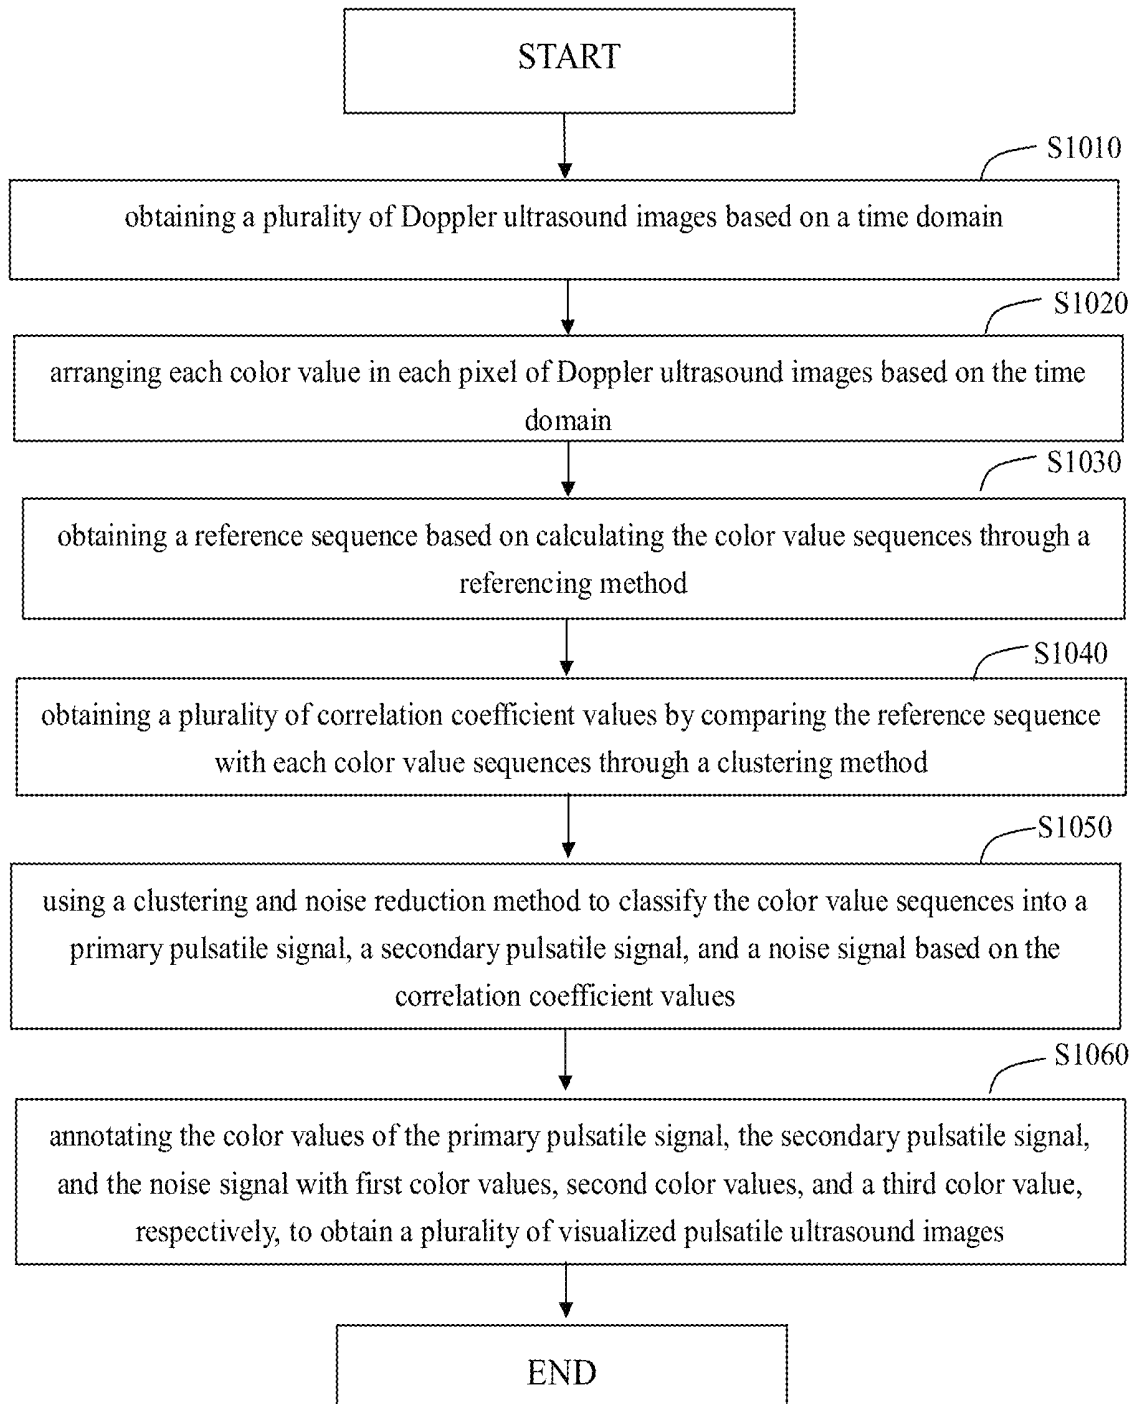 START
S1010
obtaining a plurality of Doppler ultrasound images based on a time domain
S1020
arranging each color value in each pixel of Doppler ultrasound images based on the time
domain
S1030
obtaining a reference sequence based on calculating the color value sequences through a
referencing method
S1040
obtaining a plurality of correlation coefficient values by comparing the reference sequence
with each color value sequences through a clustering method
S1050
using a clustering and noise reduction method to classify the color value sequences into a
primary pulsatile signal, a secondary pulsatile signal, and a noise signal based on the
correlation coefficient values
S1060
annotating the color values of the primary pulsatile signal, the secondary pulsatile signal,
and the noise signal with first color values, second color values, and a third color value,
respectively, to obtain a plurality of visualized pulsatile ultrasound images
END